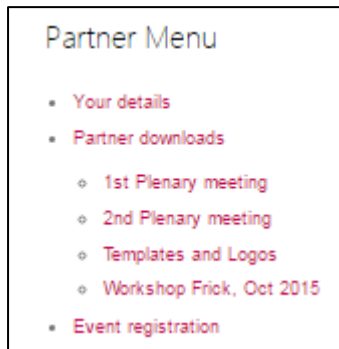 Partner Menu
Your details
Partner downloads
1st Plenary meeting
2nd Plenary meeting
Templates and Logos
Workshop Frick, Oct 2015
Event registration